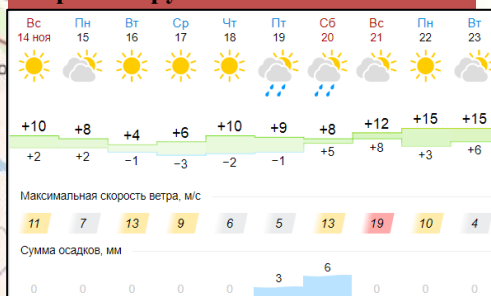 Вс Пн Вт Ср Чт Пт Сб Вс Пн Вт
14 ноя 15 16 17 18 19 20 21 22 23
+10 +8 +4 +6 +10 +9 +8 +12 +15 +15
+2 +2 −1 −3 −2 −1 +5 +8 +3 +6
Максимальная скорость ветра, м/с
11 7 13 9 6 5 13 19 10 4
Сумма осадков, мм
0 0 0 0 0 3 6 0 0 0